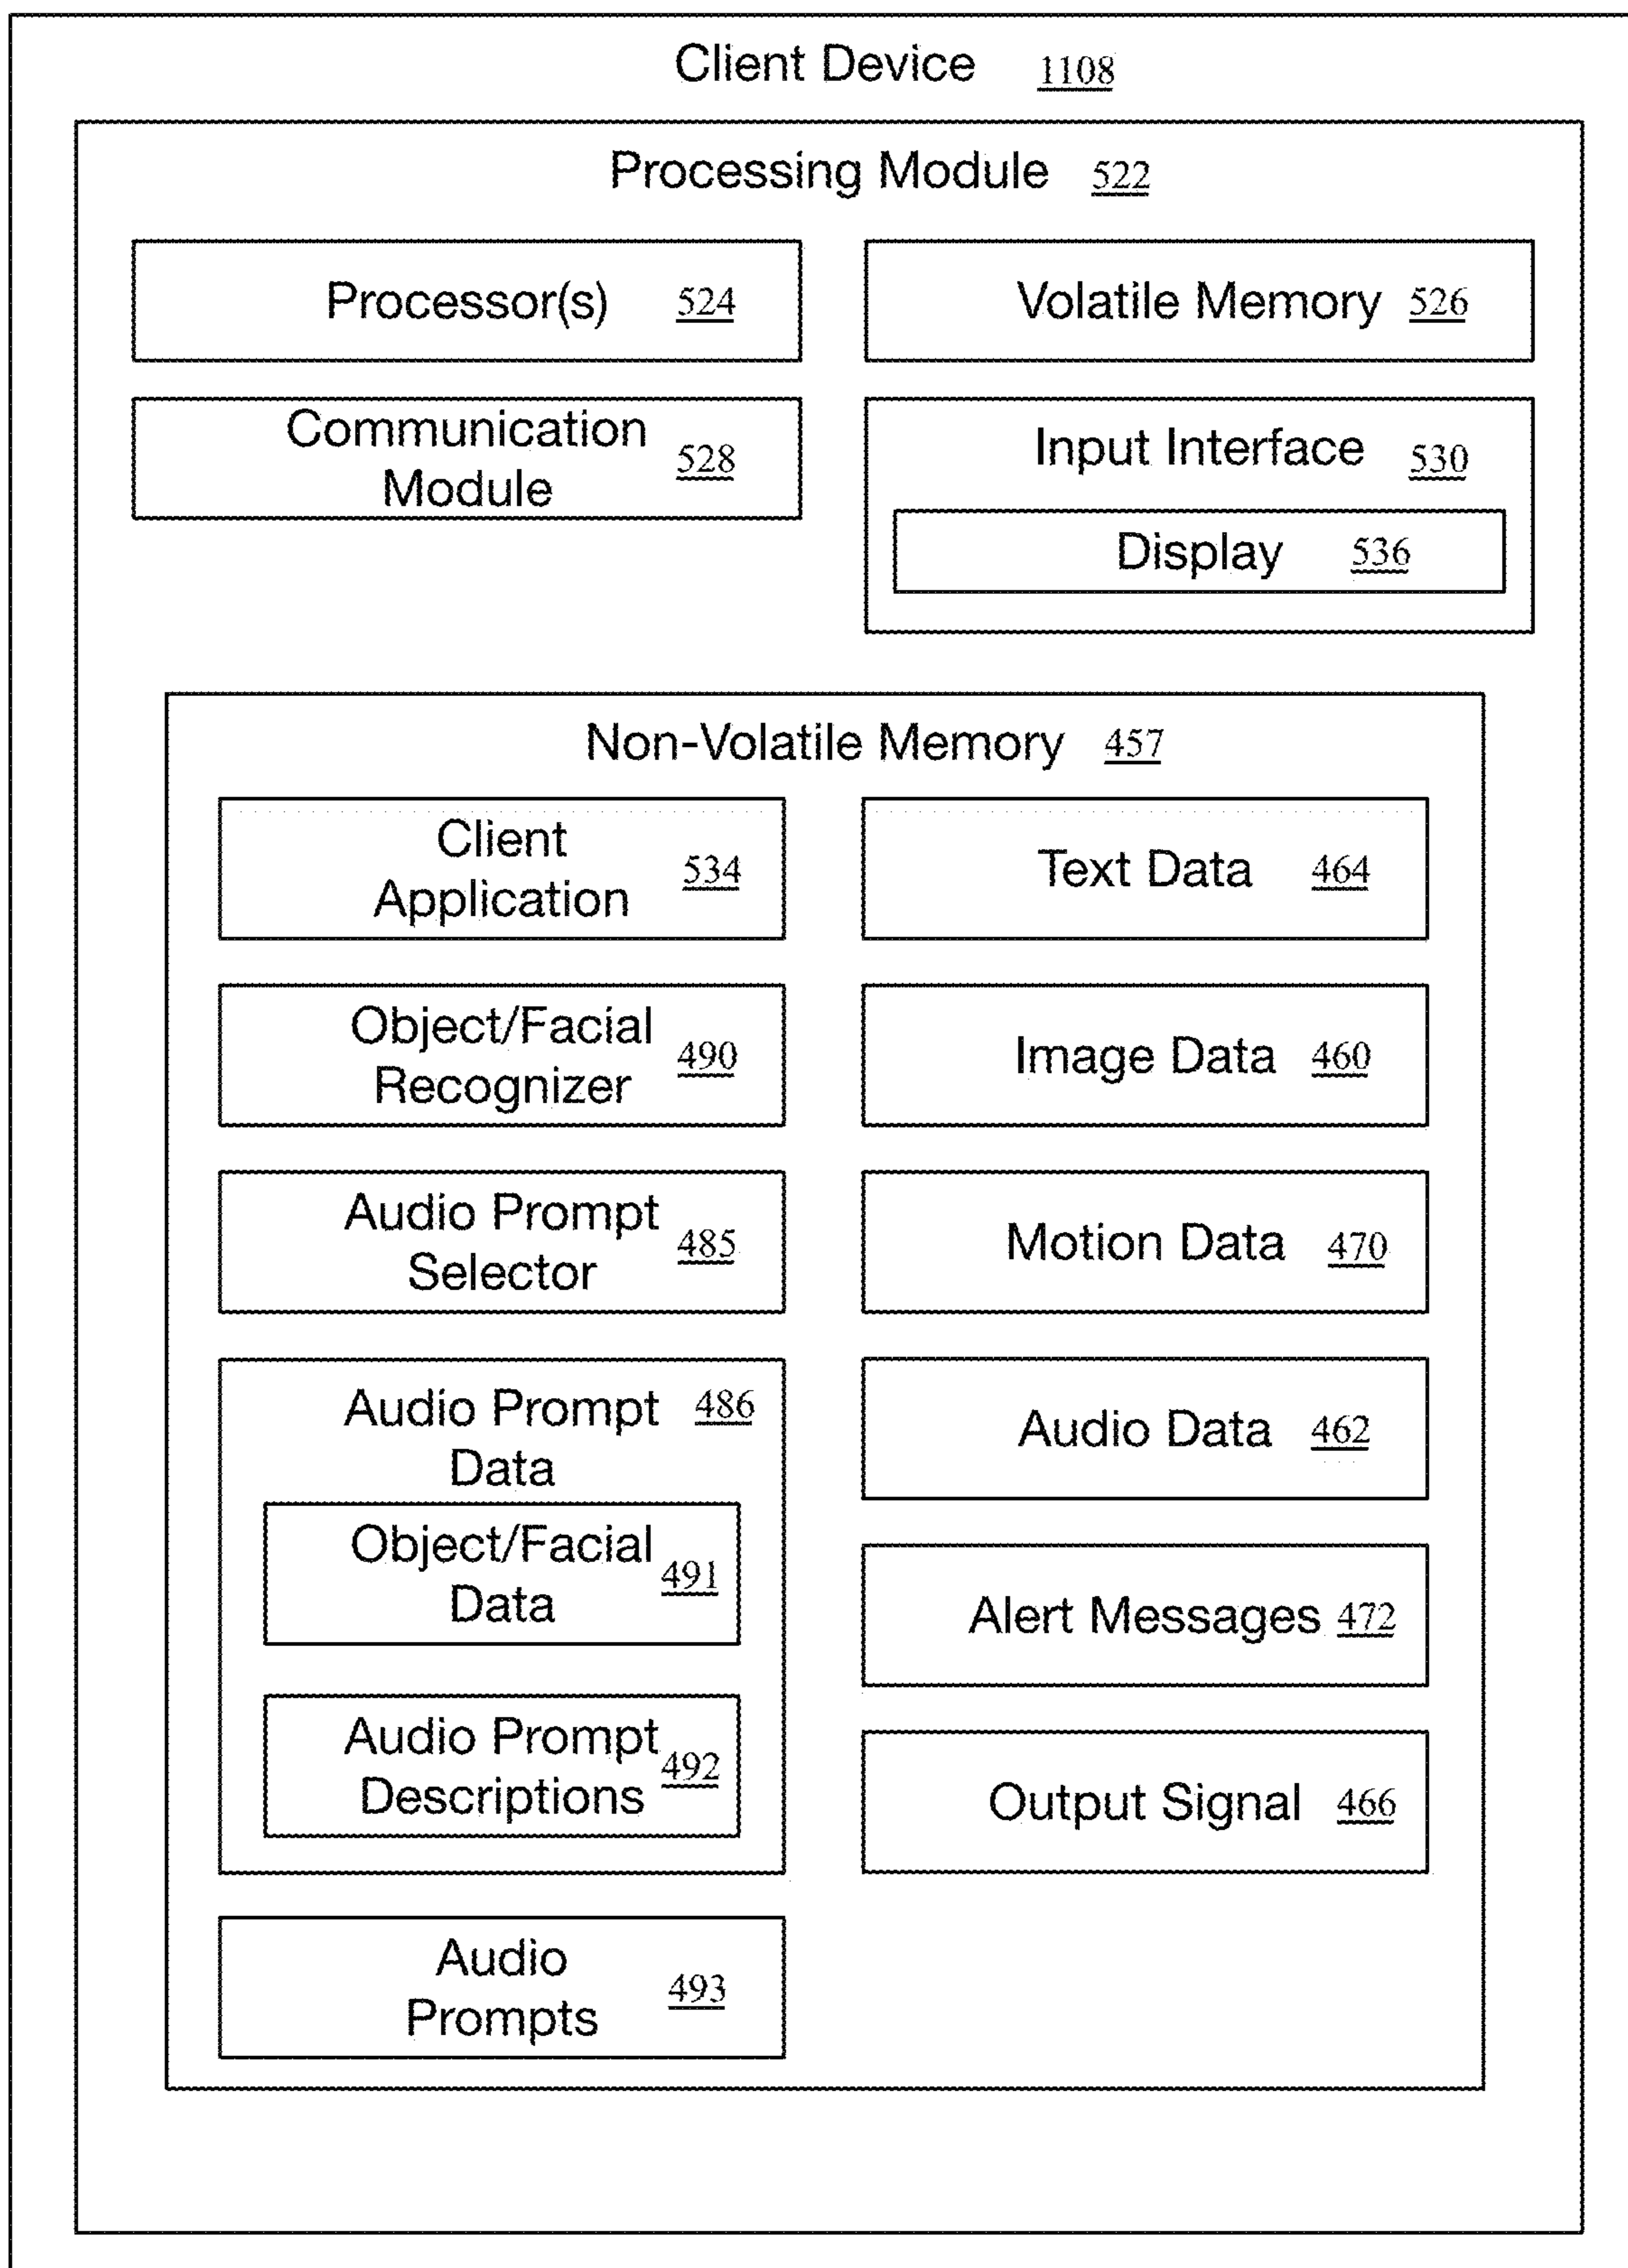 Client Device 1108
Processing Module 522
Processor(s) 524
Volatile Memory 526
Communication
Module 528
Input Interface 530
Display 536
Non-Volatile Memory 457
Client
Application 534
Text Data 464
Object/Facial
Recognizer 490
Image Data 460
Audio Prompt
Selector 485
Motion Data 470
Audio Prompt 486
Data
Object/Facial
Data 491
Audio Prompt
Descriptions 492
Audio Data 462
Alert Messages 472
Output Signal 466
Audio
Prompts 493